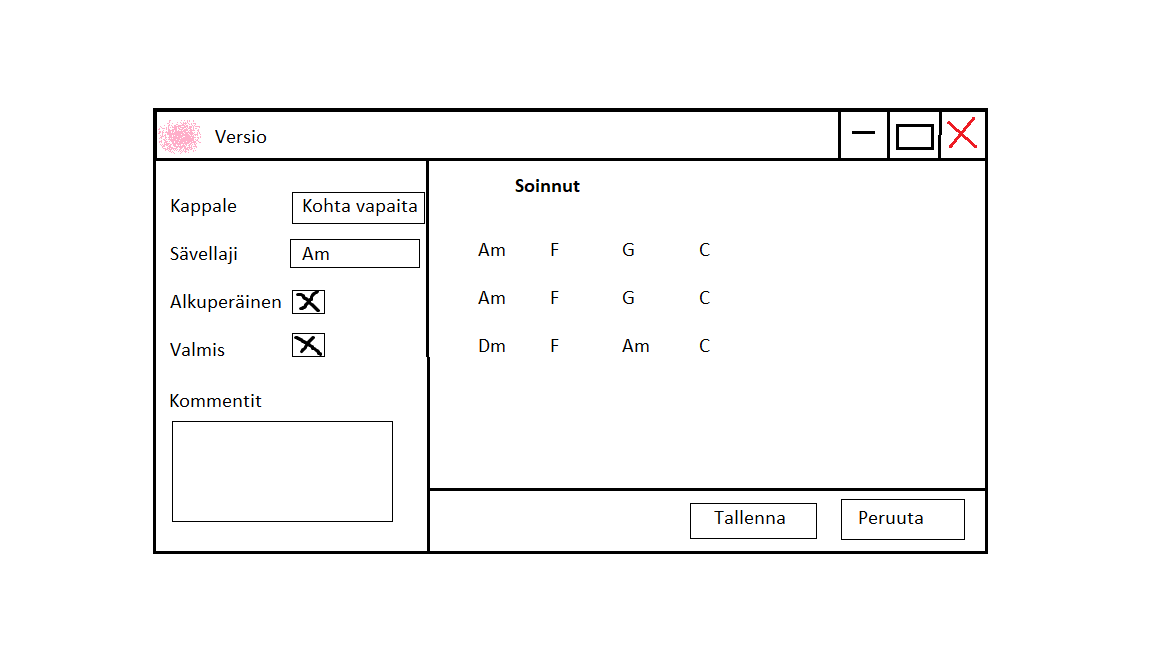 Versio
Kappale Kohta vapaita
Sävellaji Am
Alkuperäinen
Valmis
Kommentit
Soinnut
Am F G C
Am F G C
Dm F Am C
Tallenna Peruuta